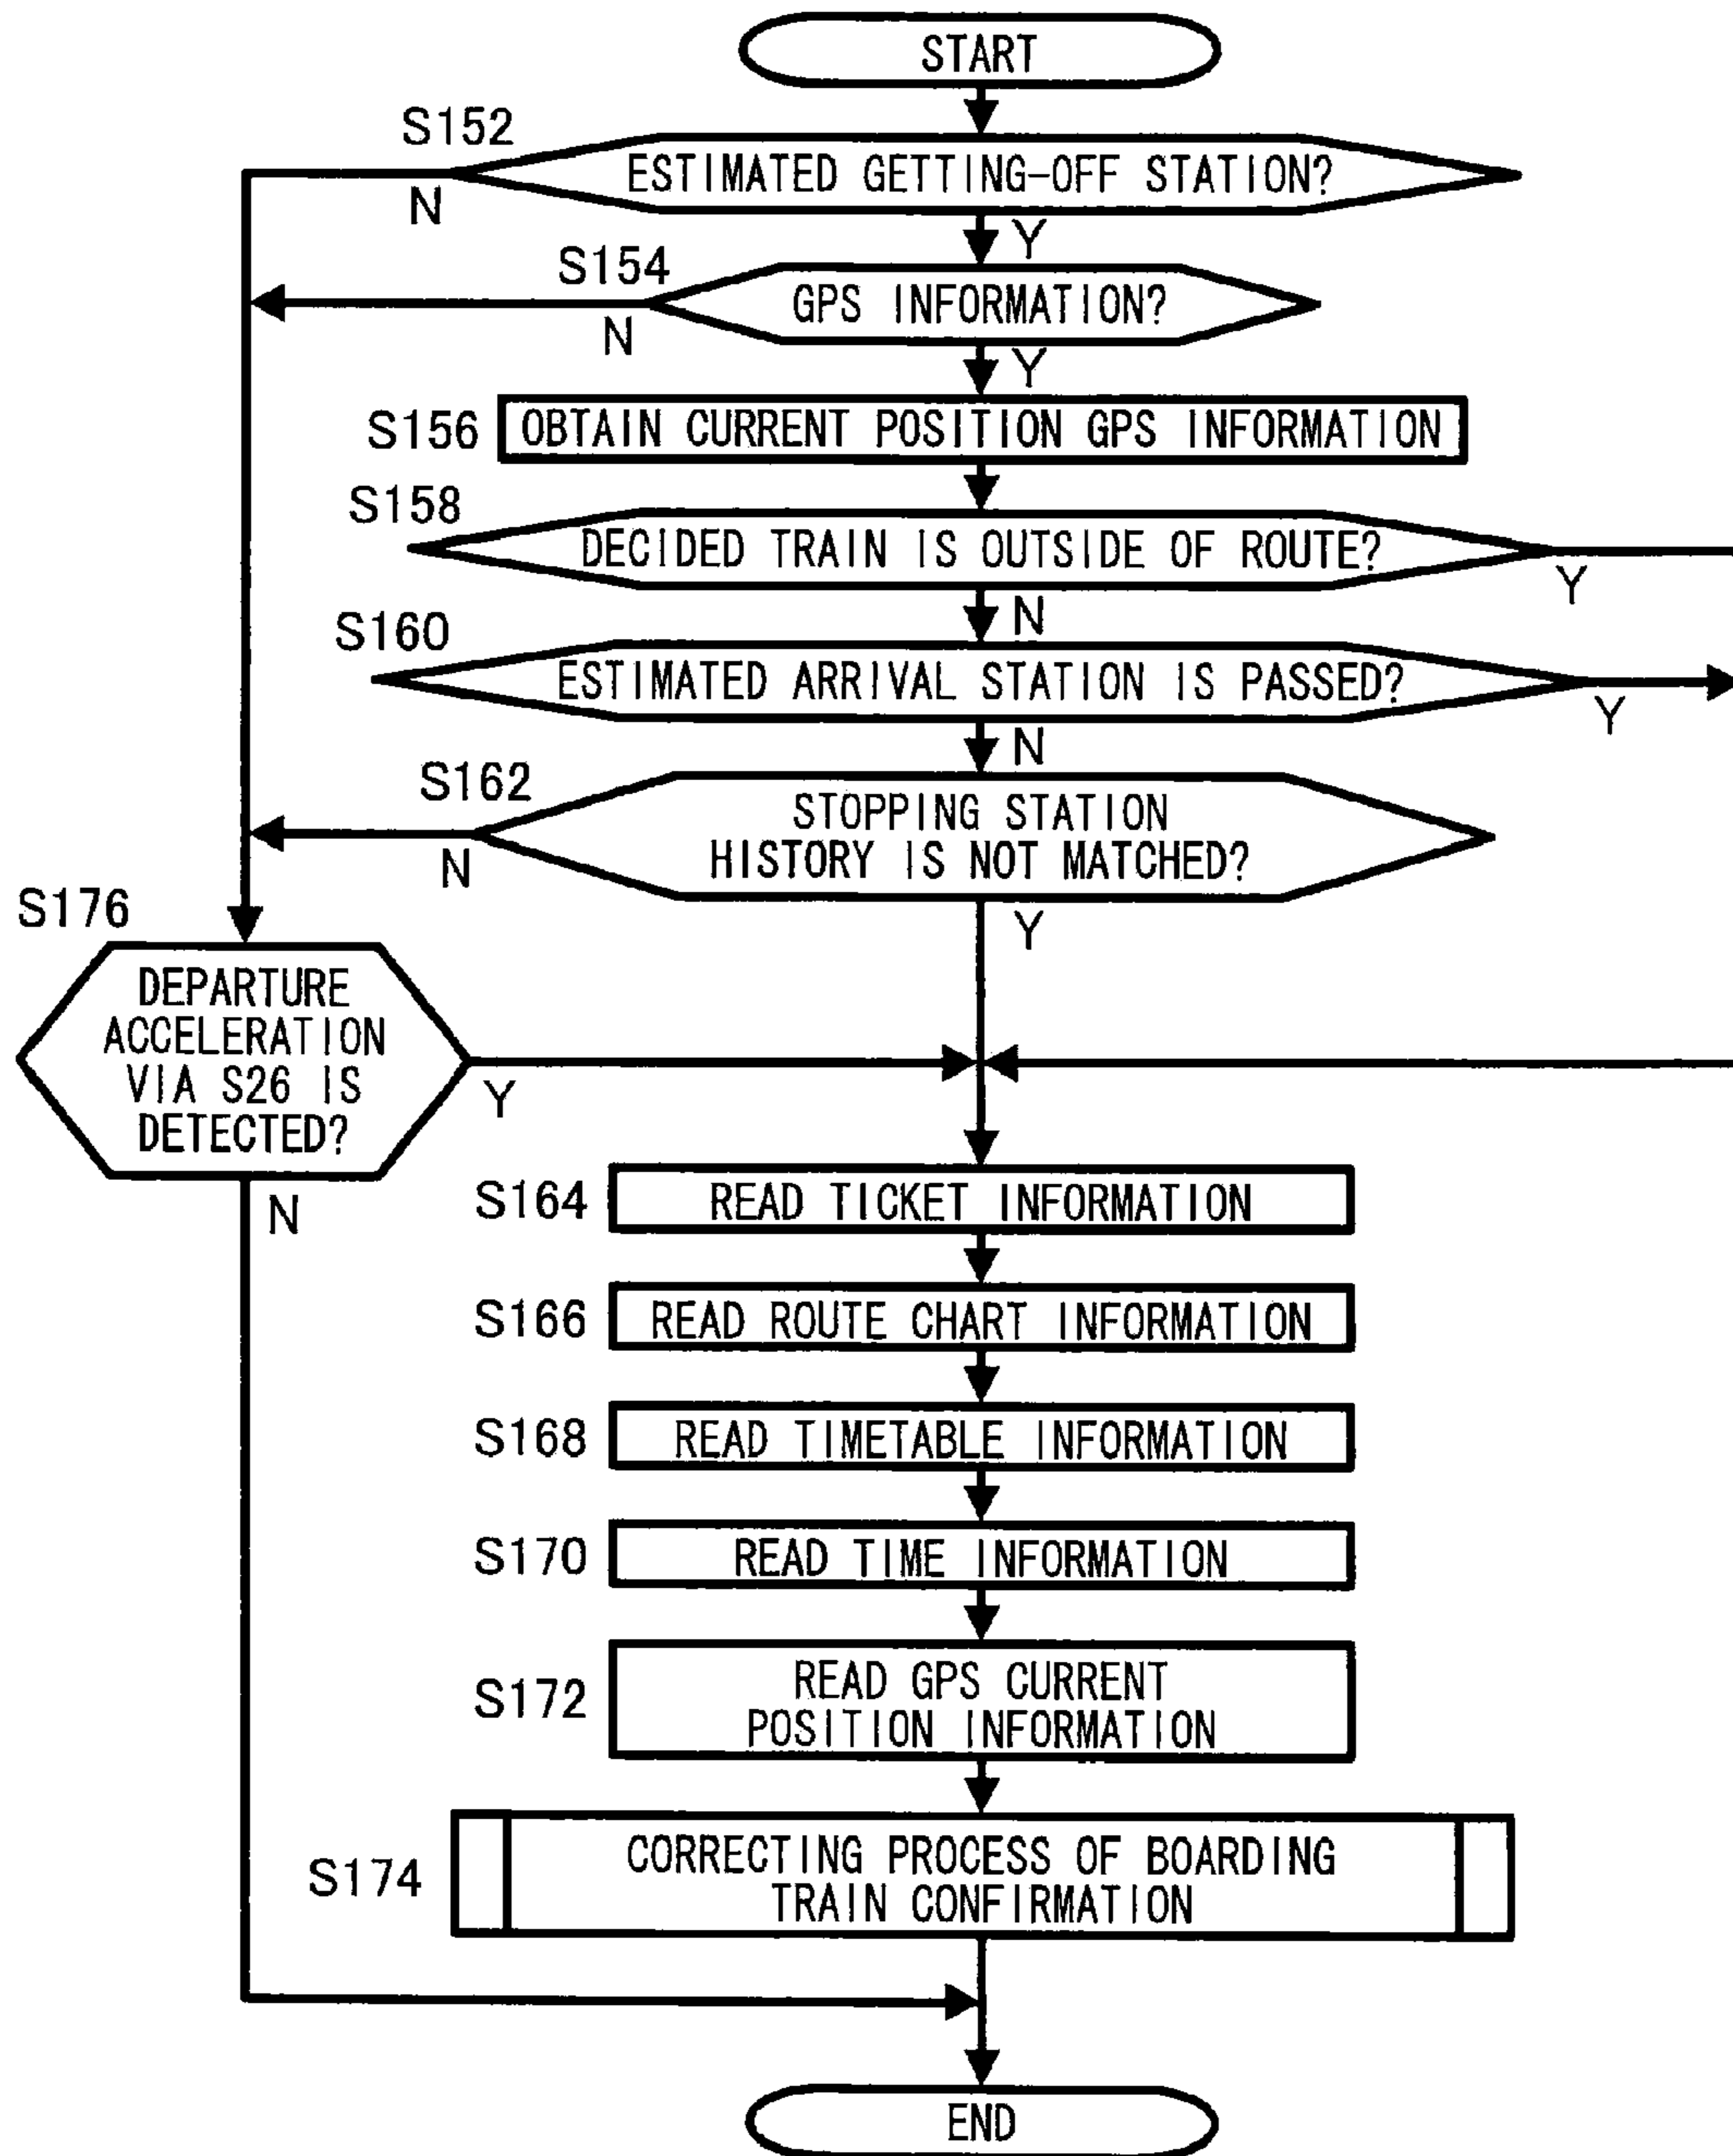 START
S152
ESTIMATED GETTING-OFF STATION?
N
Y
S154
GPS INFORMATION?
N
Y
S156
OBTAIN CURRENT POSITION GPS INFORMATION
S158
DECIDED TRAIN IS OUTSIDE OF ROUTE?
Y
N
S160
ESTIMATED ARRIVAL STATION IS PASSED?
Y
N
S162
STOPPING STATION
HISTORY IS NOT MATCHED?
N
Y
S176
DEPARTURE
ACCELERATION
VIA S26 IS
DETECTED?
Y
N
S164
READ TICKET INFORMATION
S166
READ ROUTE CHART INFORMATION
S168
READ TIMETABLE INFORMATION
S170
READ TIME INFORMATION
S172
READ GPS CURRENT
POSITION INFORMATION
S174
CORRECTING PROCESS OF BOARDING
TRAIN CONFIRMATION
END